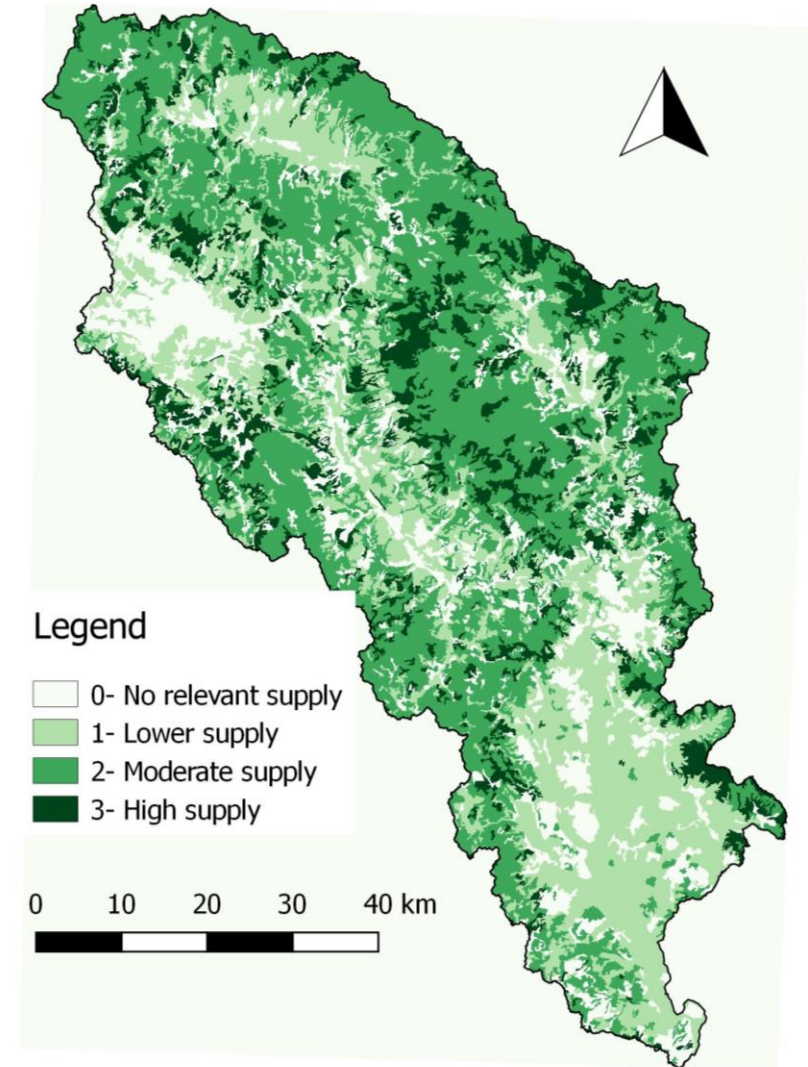 Legend
0- No relevant supply
1- Lower supply
2- Moderate supply
3- High supply
0 10 20 30 40 km